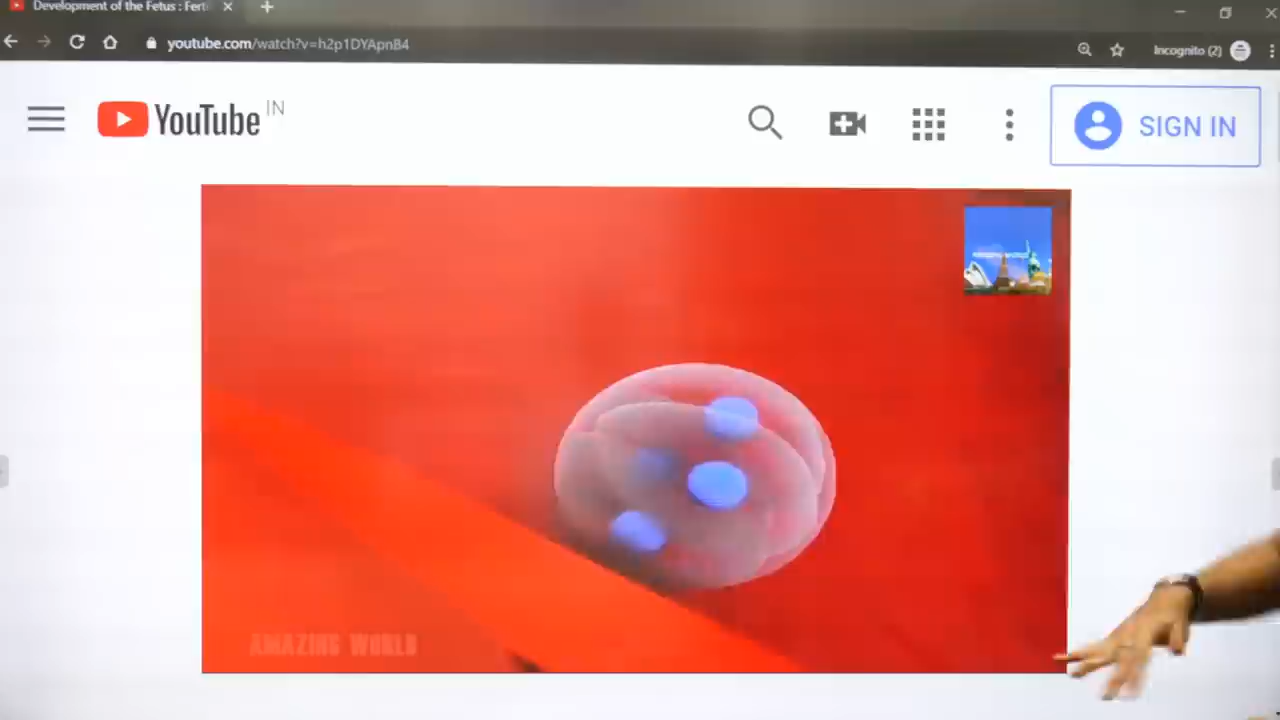 Development of the Fetus : Fert
youtube.com/watch?v=h2p1DYApnB4
Incognito (2)
YouTube IN
SIGN IN
AMAZING WORLD